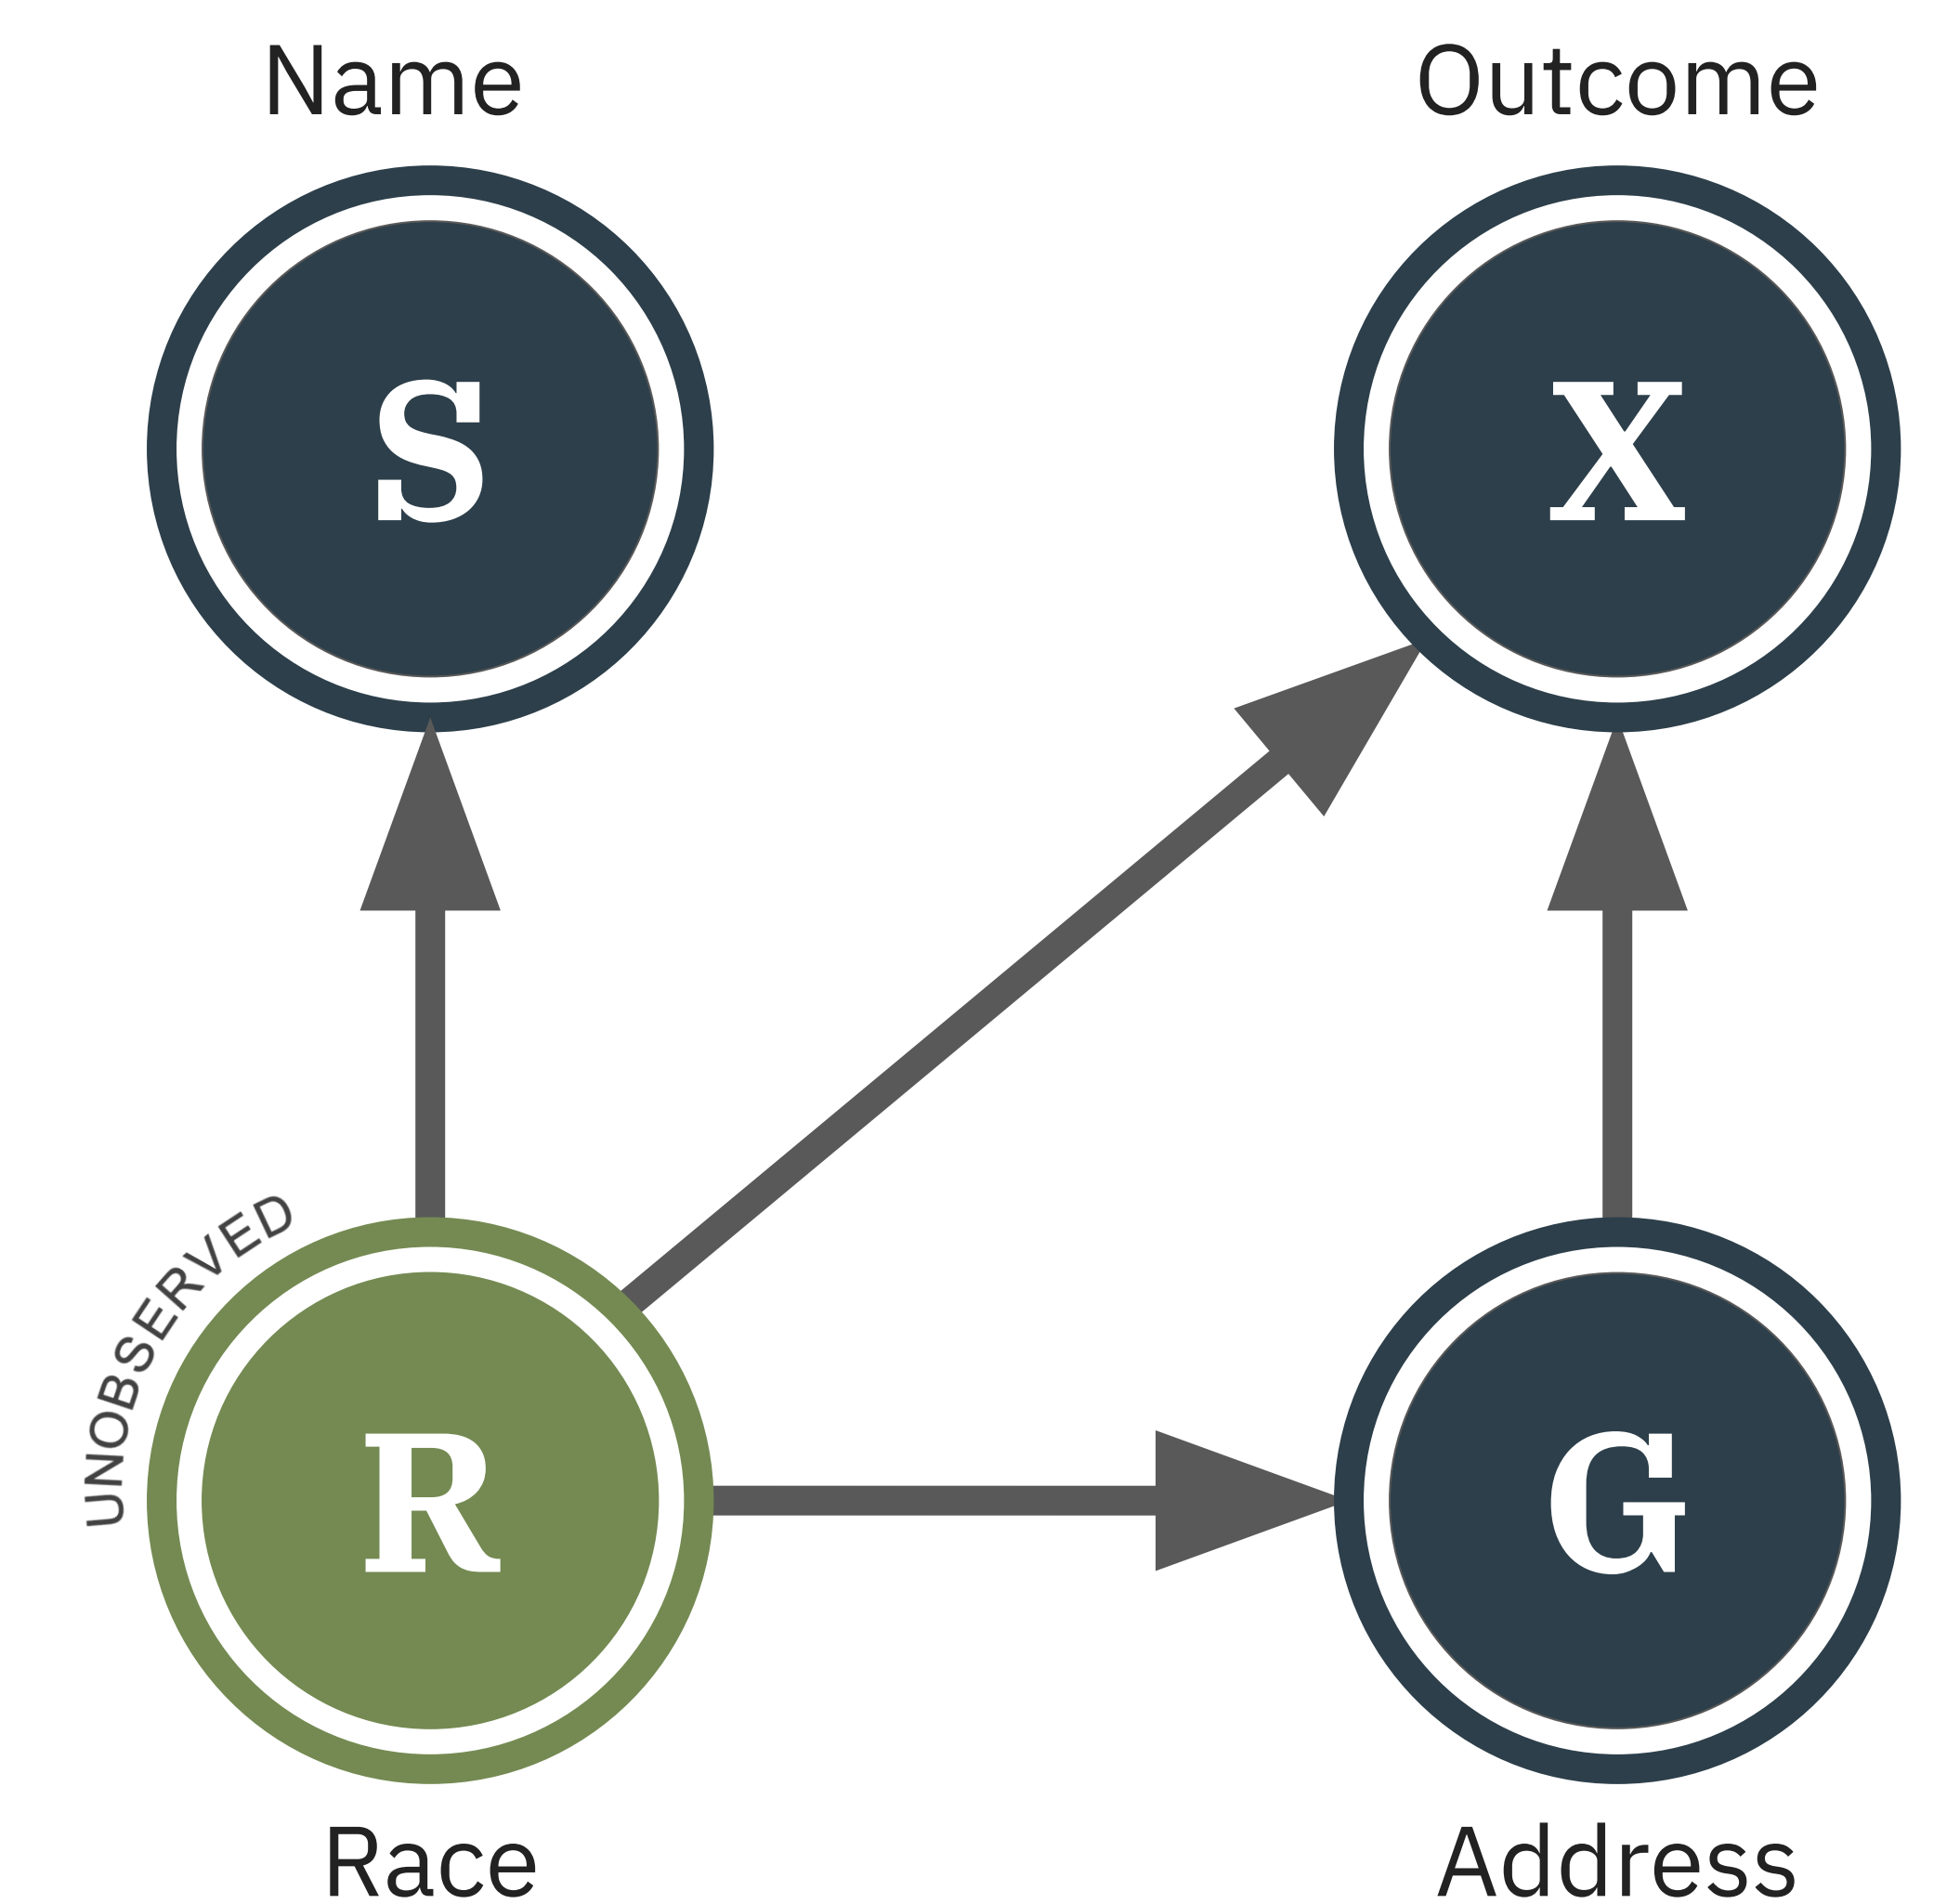 Name
Outcome
S
X
UNOBSERVED
R
G
Race
Address